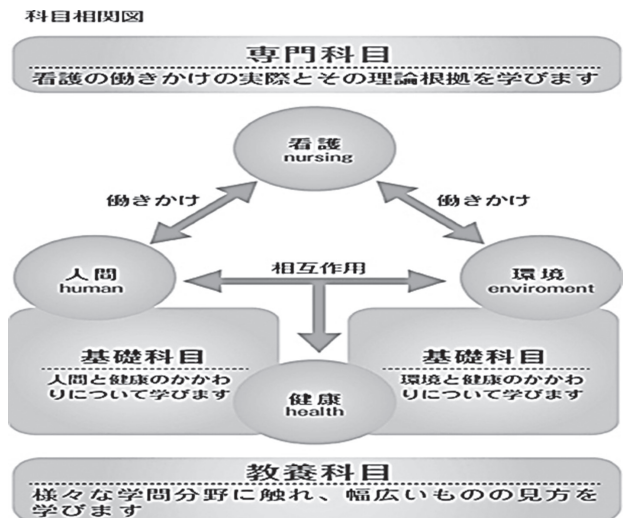 科目相関図
専門科目
看護の働きかけの実際とその理論根拠を学びます
看護
nursing
働きかけ
働きかけ
人間
human
相互作用
環境
enviroment
基礎科目
人間と健康のかかわ
りについて学びます
基礎科目
環境と健康のかかわ
りについて学びます
健康
health
教養科目
様々な学問分野に触れ、幅広いものの見方を
学びます